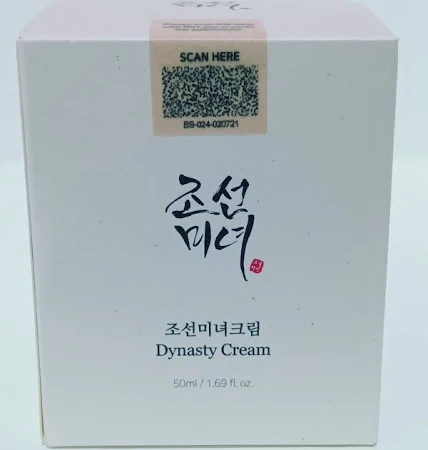 SCAN HERE
BS-024-020721
조선
미녀
조선미녀크림
Dynasty Cream
50ml / 1.69 fl. oz.